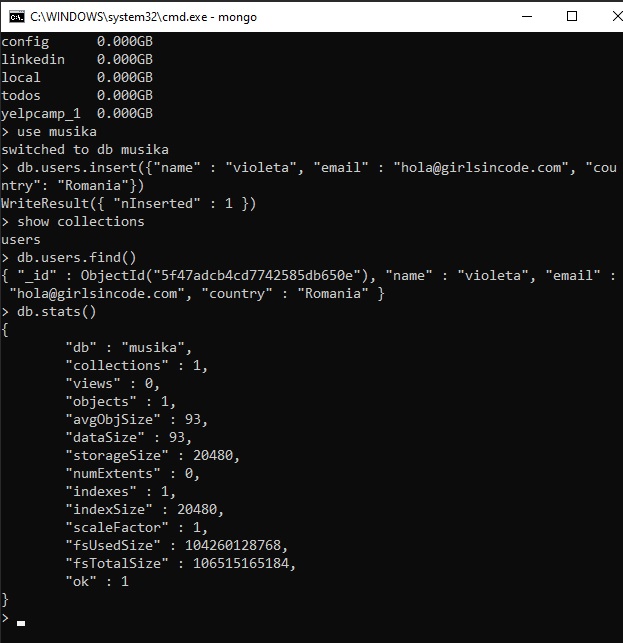 C:\WINDOWS\system32\cmd.exe - mongo
config      0.000GB
linkedin    0.000GB
local       0.000GB
todos       0.000GB
yelpcamp_1  0.000GB
> use musika
switched to db musika
> db.users.insert({"name" : "violeta", "email" : "hola@girlsincode.com", "cou
ntry": "Romania"})
WriteResult({ "nInserted" : 1 })
> show collections
users
> db.users.find()
{ "_id" : ObjectId("5f47adcb4cd7742585db650e"), "name" : "violeta", "email" :
 "hola@girlsincode.com", "country" : "Romania" }
> db.stats()
{
        "db" : "musika",
        "collections" : 1,
        "views" : 0,
        "objects" : 1,
        "avgObjSize" : 93,
        "dataSize" : 93,
        "storageSize" : 20480,
        "numExtents" : 0,
        "indexes" : 1,
        "indexSize" : 20480,
        "scaleFactor" : 1,
        "fsUsedSize" : 104260128768,
        "fsTotalSize" : 106515165184,
        "ok" : 1
}
>